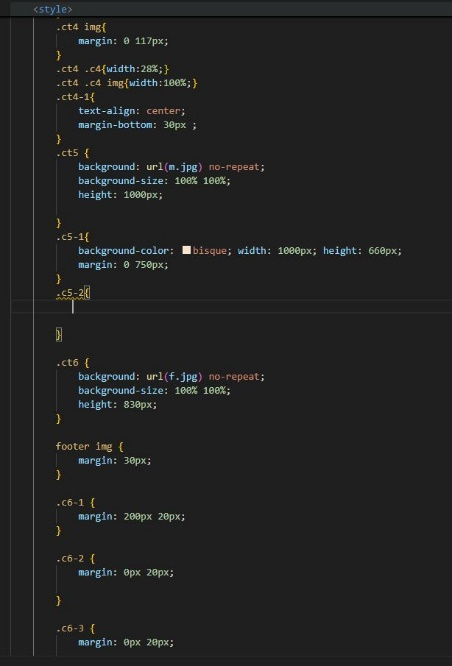 <style>
.ct4 img{
margin: 0 117px;
}
.ct4 .c4{width:28%;}
.ct4 .c4 img{width:100%;}
.ct4-1{
text-align: center;
margin-bottom: 30px ;
}
.ct5 {
background: url(m.jpg) no-repeat;
background-size: 100% 100%;
height: 1000px;
}
.c5-1{
background-color: bisque; width: 1000px; height: 660px;
margin: 0 750px;
}
.c5-2{
}
.ct6 {
background: url(f.jpg) no-repeat;
background-size: 100% 100%;
height: 830px;
}
footer img {
margin: 30px;
}
.c6-1 {
margin: 200px 20px;
}
.c6-2 {
margin: 0px 20px;
}
.c6-3 {
margin: 0px 20px;